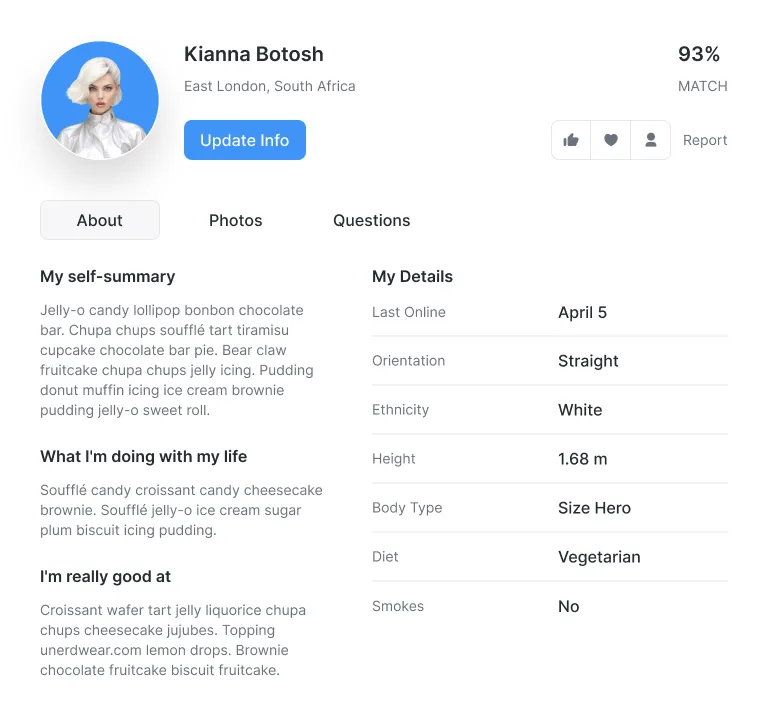 Kianna Botosh
East London, South Africa
93%
MATCH
Update Info
Report
About
Photos
Questions
My self-summary
Jelly-o candy lollipop bonbon chocolate
bar. Chupa chups soufflé tart tiramisu
cupcake chocolate bar pie. Bear claw
fruitcake chupa chups jelly icing. Pudding
donut muffin icing ice cream brownie
pudding jelly-o sweet roll.
What I'm doing with my life
Soufflé candy croissant candy cheesecake
brownie. Soufflé jelly-o ice cream sugar
plum biscuit icing pudding.
I'm really good at
Croissant wafer tart jelly liquorice chupa
chups cheesecake jujubes. Topping
unerdwear.com lemon drops. Brownie
chocolate fruitcake biscuit fruitcake.
My Details
Last Online April 5
Orientation Straight
Ethnicity White
Height 1.68 m
Body Type Size Hero
Diet Vegetarian
Smokes No